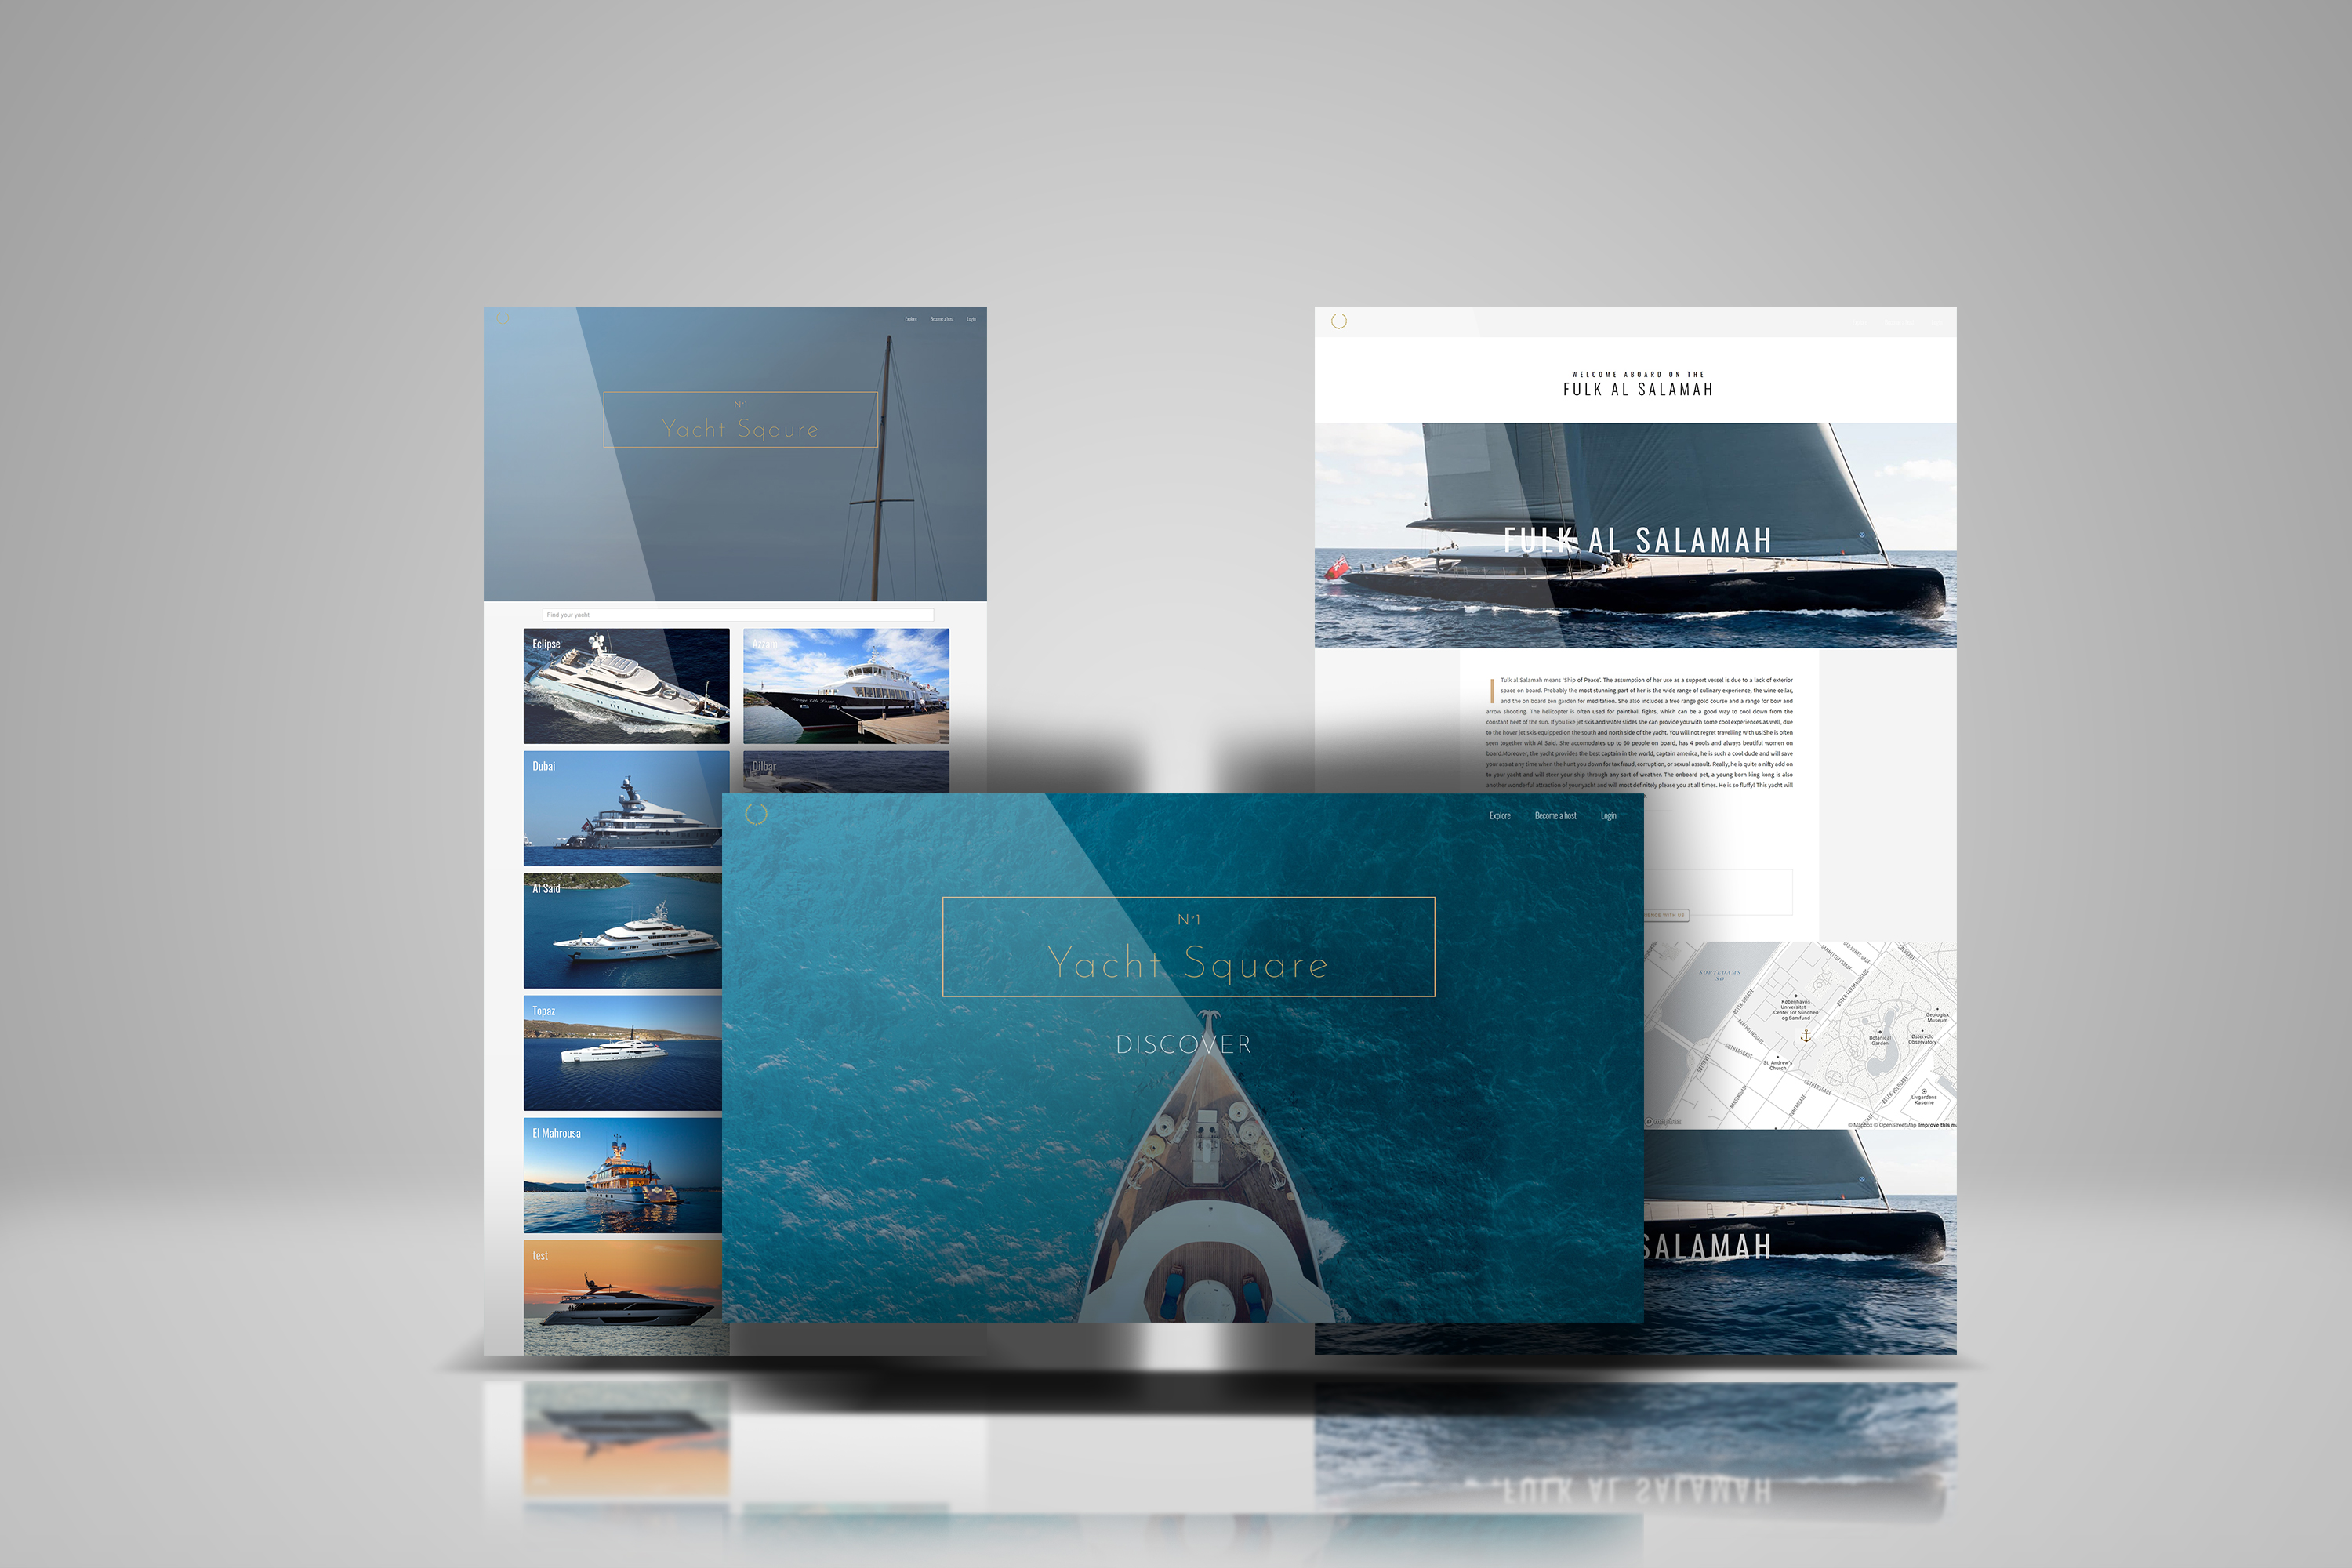 Explore Become a host Login
N°1
Yacht Sqaure
Find your yacht
Eclipse
Azzam
Dubai
Dilbar
Al Said
Topaz
El Mahrousa
test
Explore Become a host Login
N°1
Yacht Square
DISCOVER
WELCOME ABOARD ON THE
FULK AL SALAMAH
FULK AL SALAMAH
Tulk al Salamah means 'Ship of Peace'. The assumption of her use as a support vessel is due to a lack of exterior
space on board. Probably the most stunning part of her is the wide range of culinary experience, the wine cellar,
and the on board zen garden for meditation. She also includes a free range gold course and a range for bow and
arrow shooting. The helicopter is often used for paintball fights, which can be a good way to cool down from the
constant heet of the sun. If you like jet skis and water slides she can provide you with some cool experiences as well, due
to the hover jet skis equipped on the south and north side of the yacht. You will not regret travelling with us!She is often
seen together with Al Said. She accomodates up to 60 people on board, has 4 pools and always beutiful women on
board.Moreover, the yacht provides the best captain in the world, captain america, he is such a cool dude and will save
your ass at any time when the hunt you down for tax fraud, corruption, or sexual assault. Really, he is quite a nifty add on
to your yacht and will steer your ship through any sort of weather. The onboard pet, a young born king kong is also
another wonderful attraction of your yacht and will most definitely please you at all times. He is so fluffy! This yacht will
WITH US
SORTEDAMS
SØ
Københavns
Universitet –
Center for Sundhed
og Samfund
Geologisk
Museum
Botanical
Garden
Østervold
Observatory
St. Andrew's
Church
Livgardens
Kaserne
GOTHERSGADE
GOTHERSGADE
ØSTER FARIMAGSGADE
ØSTER VOLDGADE
NANSENSGADE
© Mapbox © OpenStreetMap Improve this m
SALAMAH
FULK AL SALAMAH